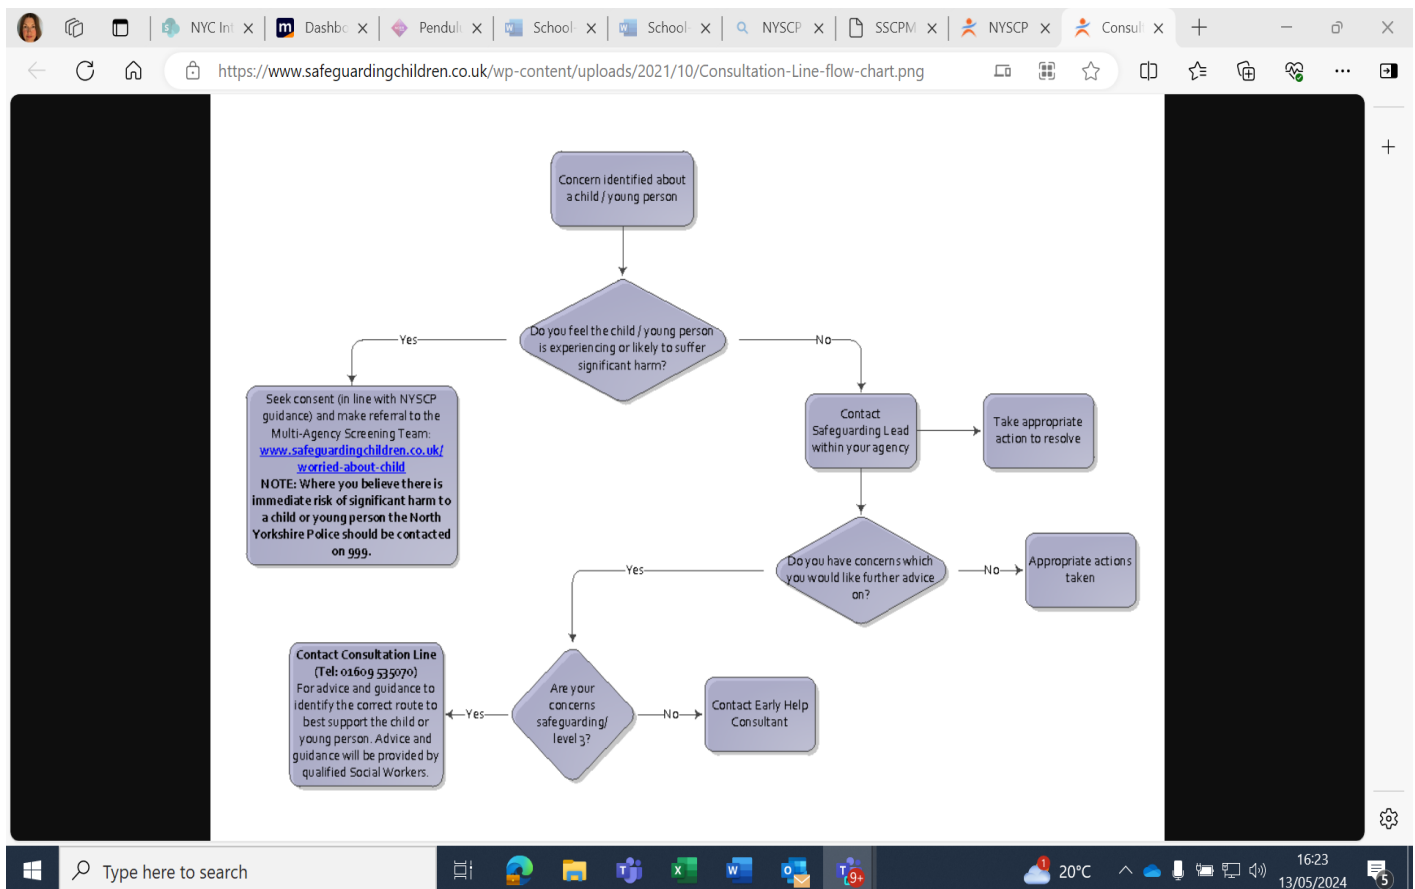 NYC Int
Dashbo
Pendul
School-
School-
NYSCP
SSCPM
NYSCP
Consul
https://www.safeguardingchildren.co.uk/wp-content/uploads/2021/10/Consultation-Line-flow-chart.png
Concern identified about
a child / young person
Do you feel the child / young person
is experiencing or likely to suffer
significant harm?
Yes
No
Seek consent (in line with NYSCP
guidance) and make referral to the
Multi-Agency Screening Team:
www.safeguardingchildren.co.uk/
worried-about-child
NOTE: Where you believe there is
immediate risk of significant harm to
a child or young person the North
Yorkshire Police should be contacted
on 999.
Contact
Safeguarding Lead
within your agency
Take appropriate
action to resolve
Do you have concerns which
you would like further advice
on?
Yes
No
Appropriate actions
taken
Are your
concerns
safeguarding/
level 3?
Yes
No
Contact Consultation Line
(Tel: 01609 535070)
For advice and guidance to
identify the correct route to
best support the child or
young person. Advice and
guidance will be provided by
qualified Social Workers.
Contact Early Help
Consultant
Type here to search
9+
1
20°C
16:23
13/05/2024
5